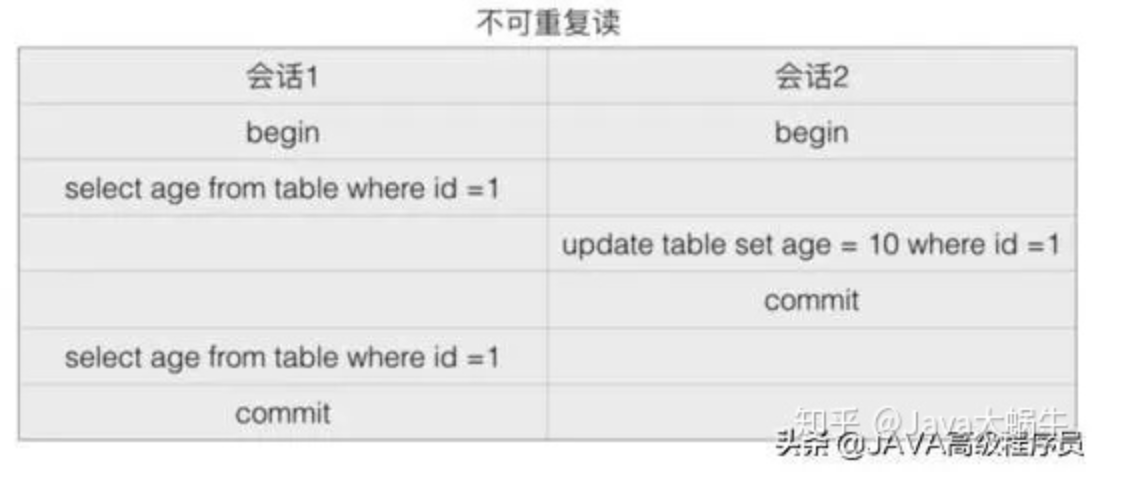 不可重复读
会话1 会话2
begin begin
select age from table where id =1
update table set age = 10 where id =1
commit
select age from table where id =1
commit
知乎 @Java大蜗牛
头条 @JAVA高级程序员